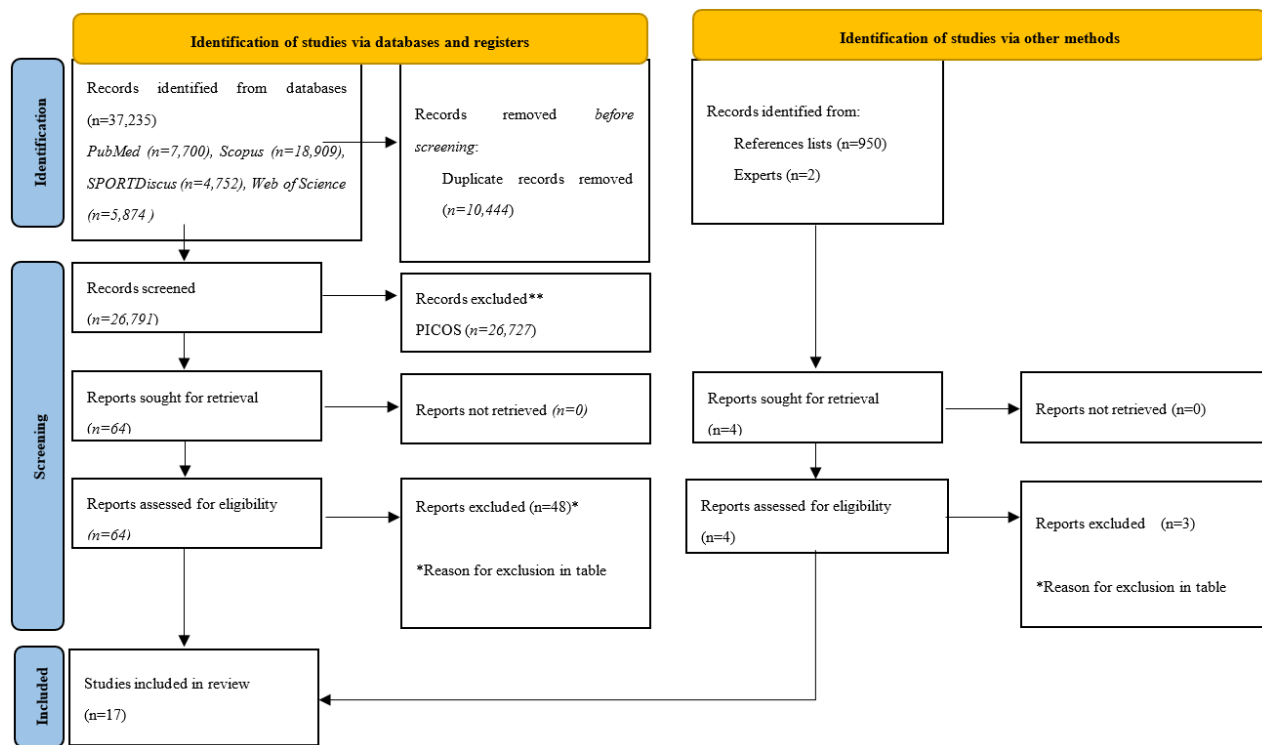 Identification of studies via databases and registers
Identification of studies via other methods
Identification
Records identified from databases
(n=37,235)
PubMed (n=7,700), Scopus (n=18,909),
SPORTDiscus (n=4,752), Web of Science
(n=5,874 )
Records removed before
screening:
Duplicate records removed
(n=10,444)
Records identified from:
References lists (n=950)
Experts (n=2)
Screening
Records screened
(n=26,791)
Records excluded**
PICOS (n=26,727)
Reports sought for retrieval
(n=64)
Reports not retrieved (n=0)
Reports sought for retrieval
(n=4)
Reports not retrieved (n=0)
Reports assessed for eligibility
(n=64)
Reports excluded (n=48)*
*Reason for exclusion in table
Reports assessed for eligibility
(n=4)
Reports excluded (n=3)
*Reason for exclusion in table
Included
Studies included in review
(n=17)